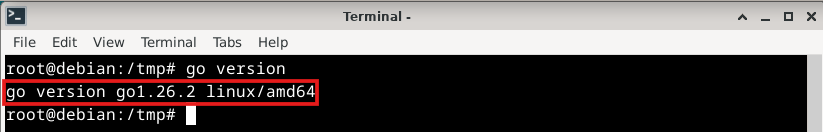 Terminal -
File Edit View Terminal Tabs Help
root@debian:/tmp# go version
go version go1.26.2 linux/amd64
root@debian:/tmp#